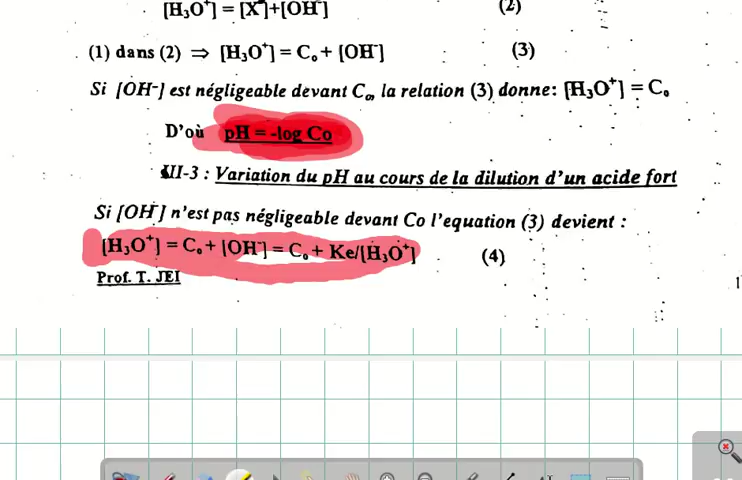 [H₃O⁺] = [X⁻]+[OH⁻] (2)
(1) dans (2) ⇒ [H₃O⁺] = C₀ + [OH⁻] (3)
Si [OH⁻] est négligeable devant C₀, la relation (3) donne: [H₃O⁺] = C₀
D'où pH = -log Co
III-3 : Variation du pH au cours de la dilution d'un acide fort
Si [OH⁻] n'est pas négligeable devant Co l'equation (3) devient :
[H₃O⁺] = C₀ + [OH⁻] = C₀ + Ke/[H₃O⁺] (4)
Prof. T. JEI